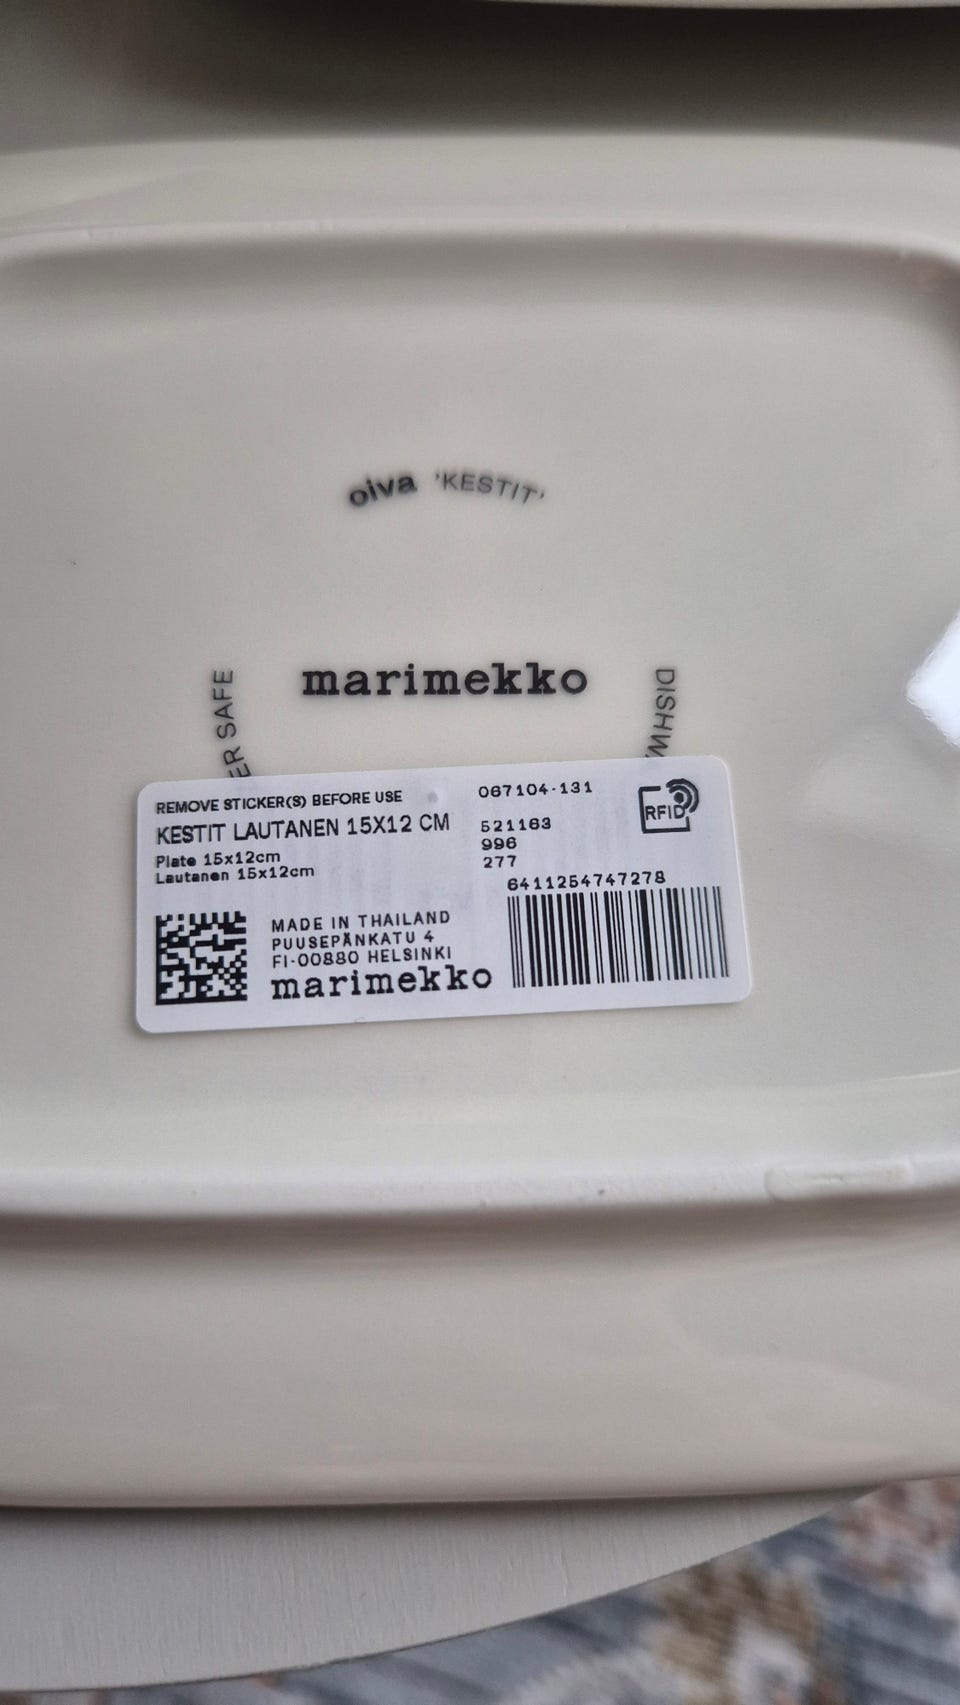 oiva 'KESTIT'
marimekko
ER SAFE
DISHW
REMOVE STICKER(S) BEFORE USE
KESTIT LAUTANEN 15X12 CM
Plate 15x12cm
Lautanen 15x12cm
067104-131
521163
996
277
6411254747278
RFID
MADE IN THAILAND
PUUSEPÄNKATU 4
FI-00880 HELSINKI
marimekko